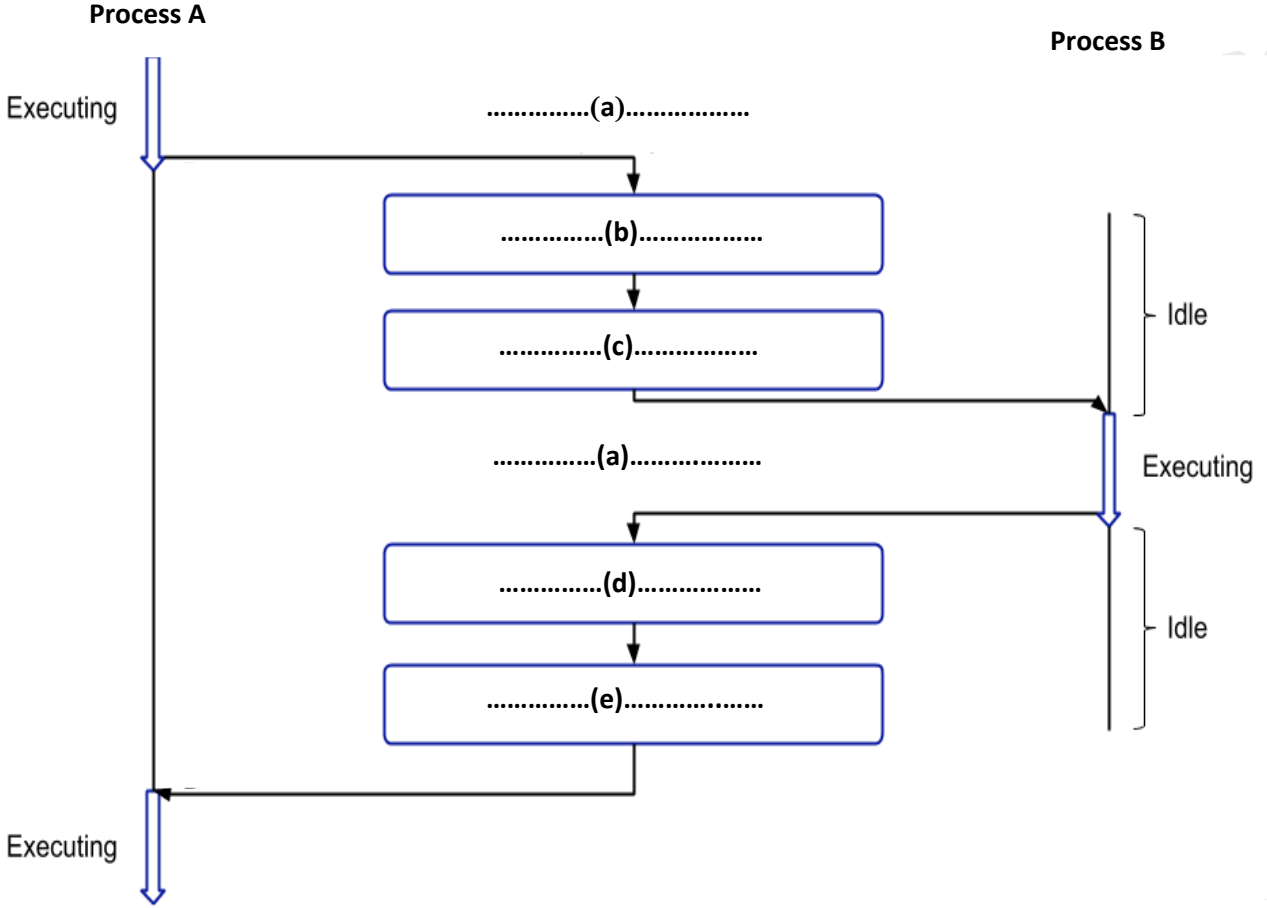 Process A
Process B
Executing
……………(a)………………
……………(b)………………
……………(c)………………
Idle
……………(a)………………
Executing
……………(d)………………
Idle
……………(e)…………..……
Executing